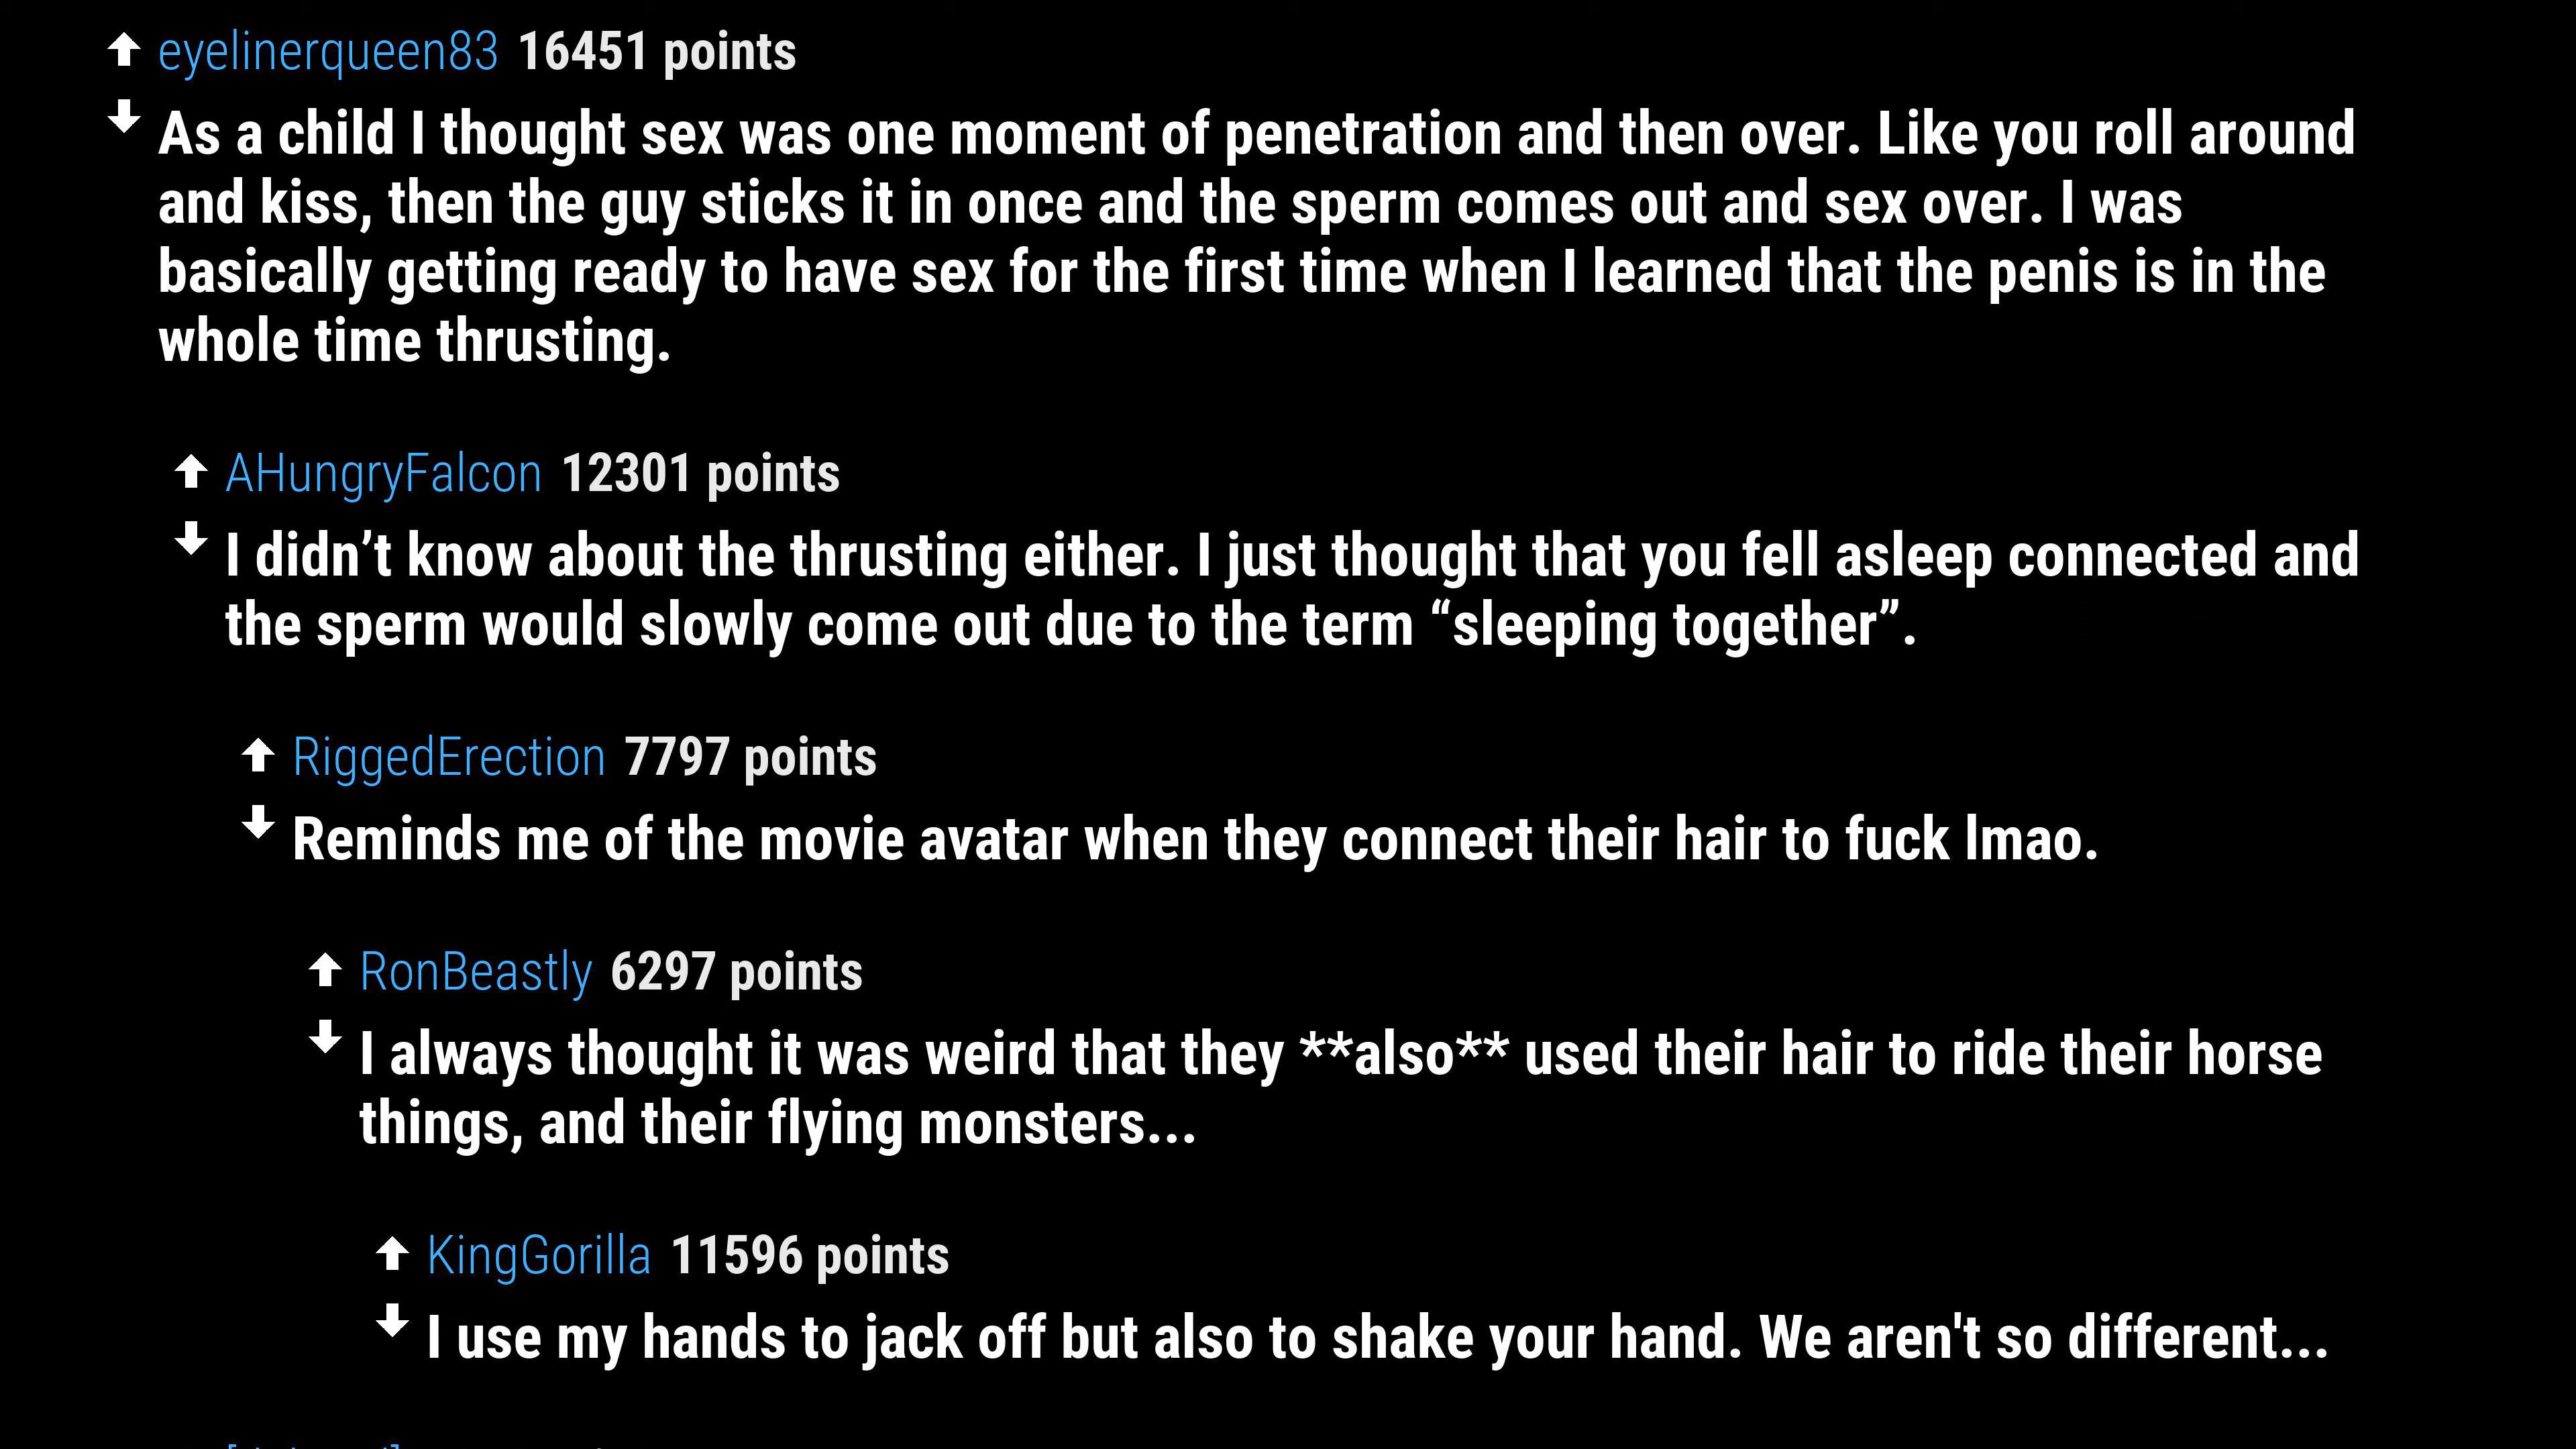 eyelinerqueen83 16451 points
As a child I thought sex was one moment of penetration and then over. Like you roll around
and kiss, then the guy sticks it in once and the sperm comes out and sex over. I was
basically getting ready to have sex for the first time when I learned that the penis is in the
whole time thrusting.
AHungryFalcon 12301 points
I didn’t know about the thrusting either. I just thought that you fell asleep connected and
the sperm would slowly come out due to the term “sleeping together”.
RiggedErection 7797 points
Reminds me of the movie avatar when they connect their hair to fuck lmao.
RonBeastly 6297 points
I always thought it was weird that they **also** used their hair to ride their horse
things, and their flying monsters...
KingGorilla 11596 points
I use my hands to jack off but also to shake your hand. We aren't so different...